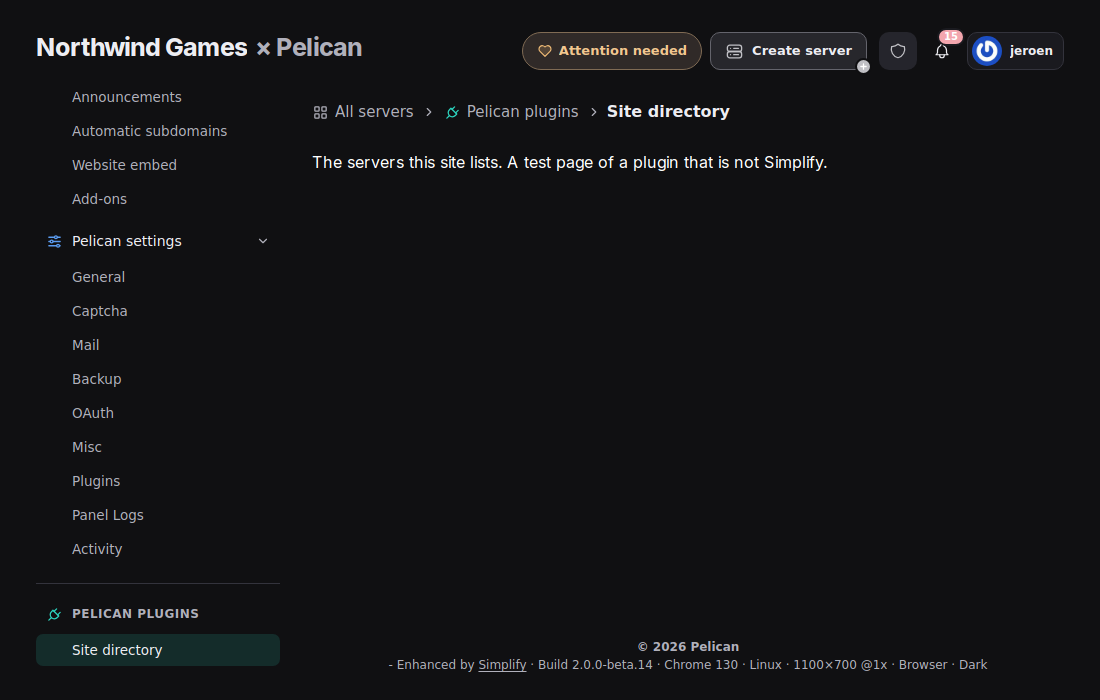 Northwind Games × Pelican
Attention needed
Create server
15
jeroen
Announcements
Automatic subdomains
Website embed
Add-ons
Pelican settings
General
Captcha
Mail
Backup
OAuth
Misc
Plugins
Panel Logs
Activity
PELICAN PLUGINS
Site directory
All servers > Pelican plugins > Site directory
The servers this site lists. A test page of a plugin that is not Simplify.
© 2026 Pelican
- Enhanced by Simplify · Build 2.0.0-beta.14 · Chrome 130 · Linux · 1100×700 @1x · Browser · Dark